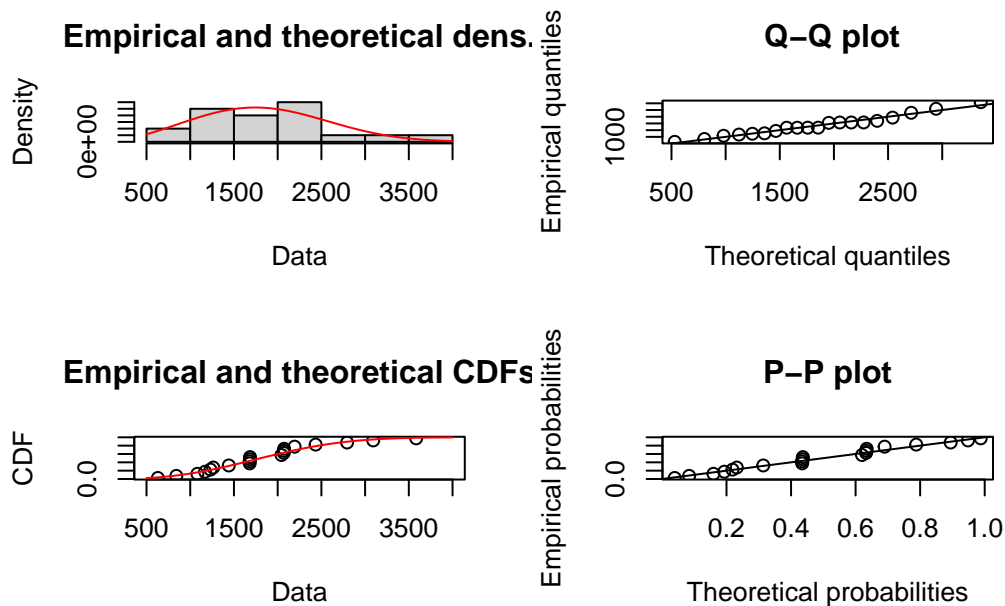 Empirical and theoretical dens.
Density
0e+00
500 1500 2500 3500
Data
Q−Q plot
Empirical quantiles
1000
500 1500 2500
Theoretical quantiles
Empirical and theoretical CDFs
CDF
0.0
500 1500 2500 3500
Data
P−P plot
Empirical probabilities
0.0
0.2 0.4 0.6 0.8 1.0
Theoretical probabilities